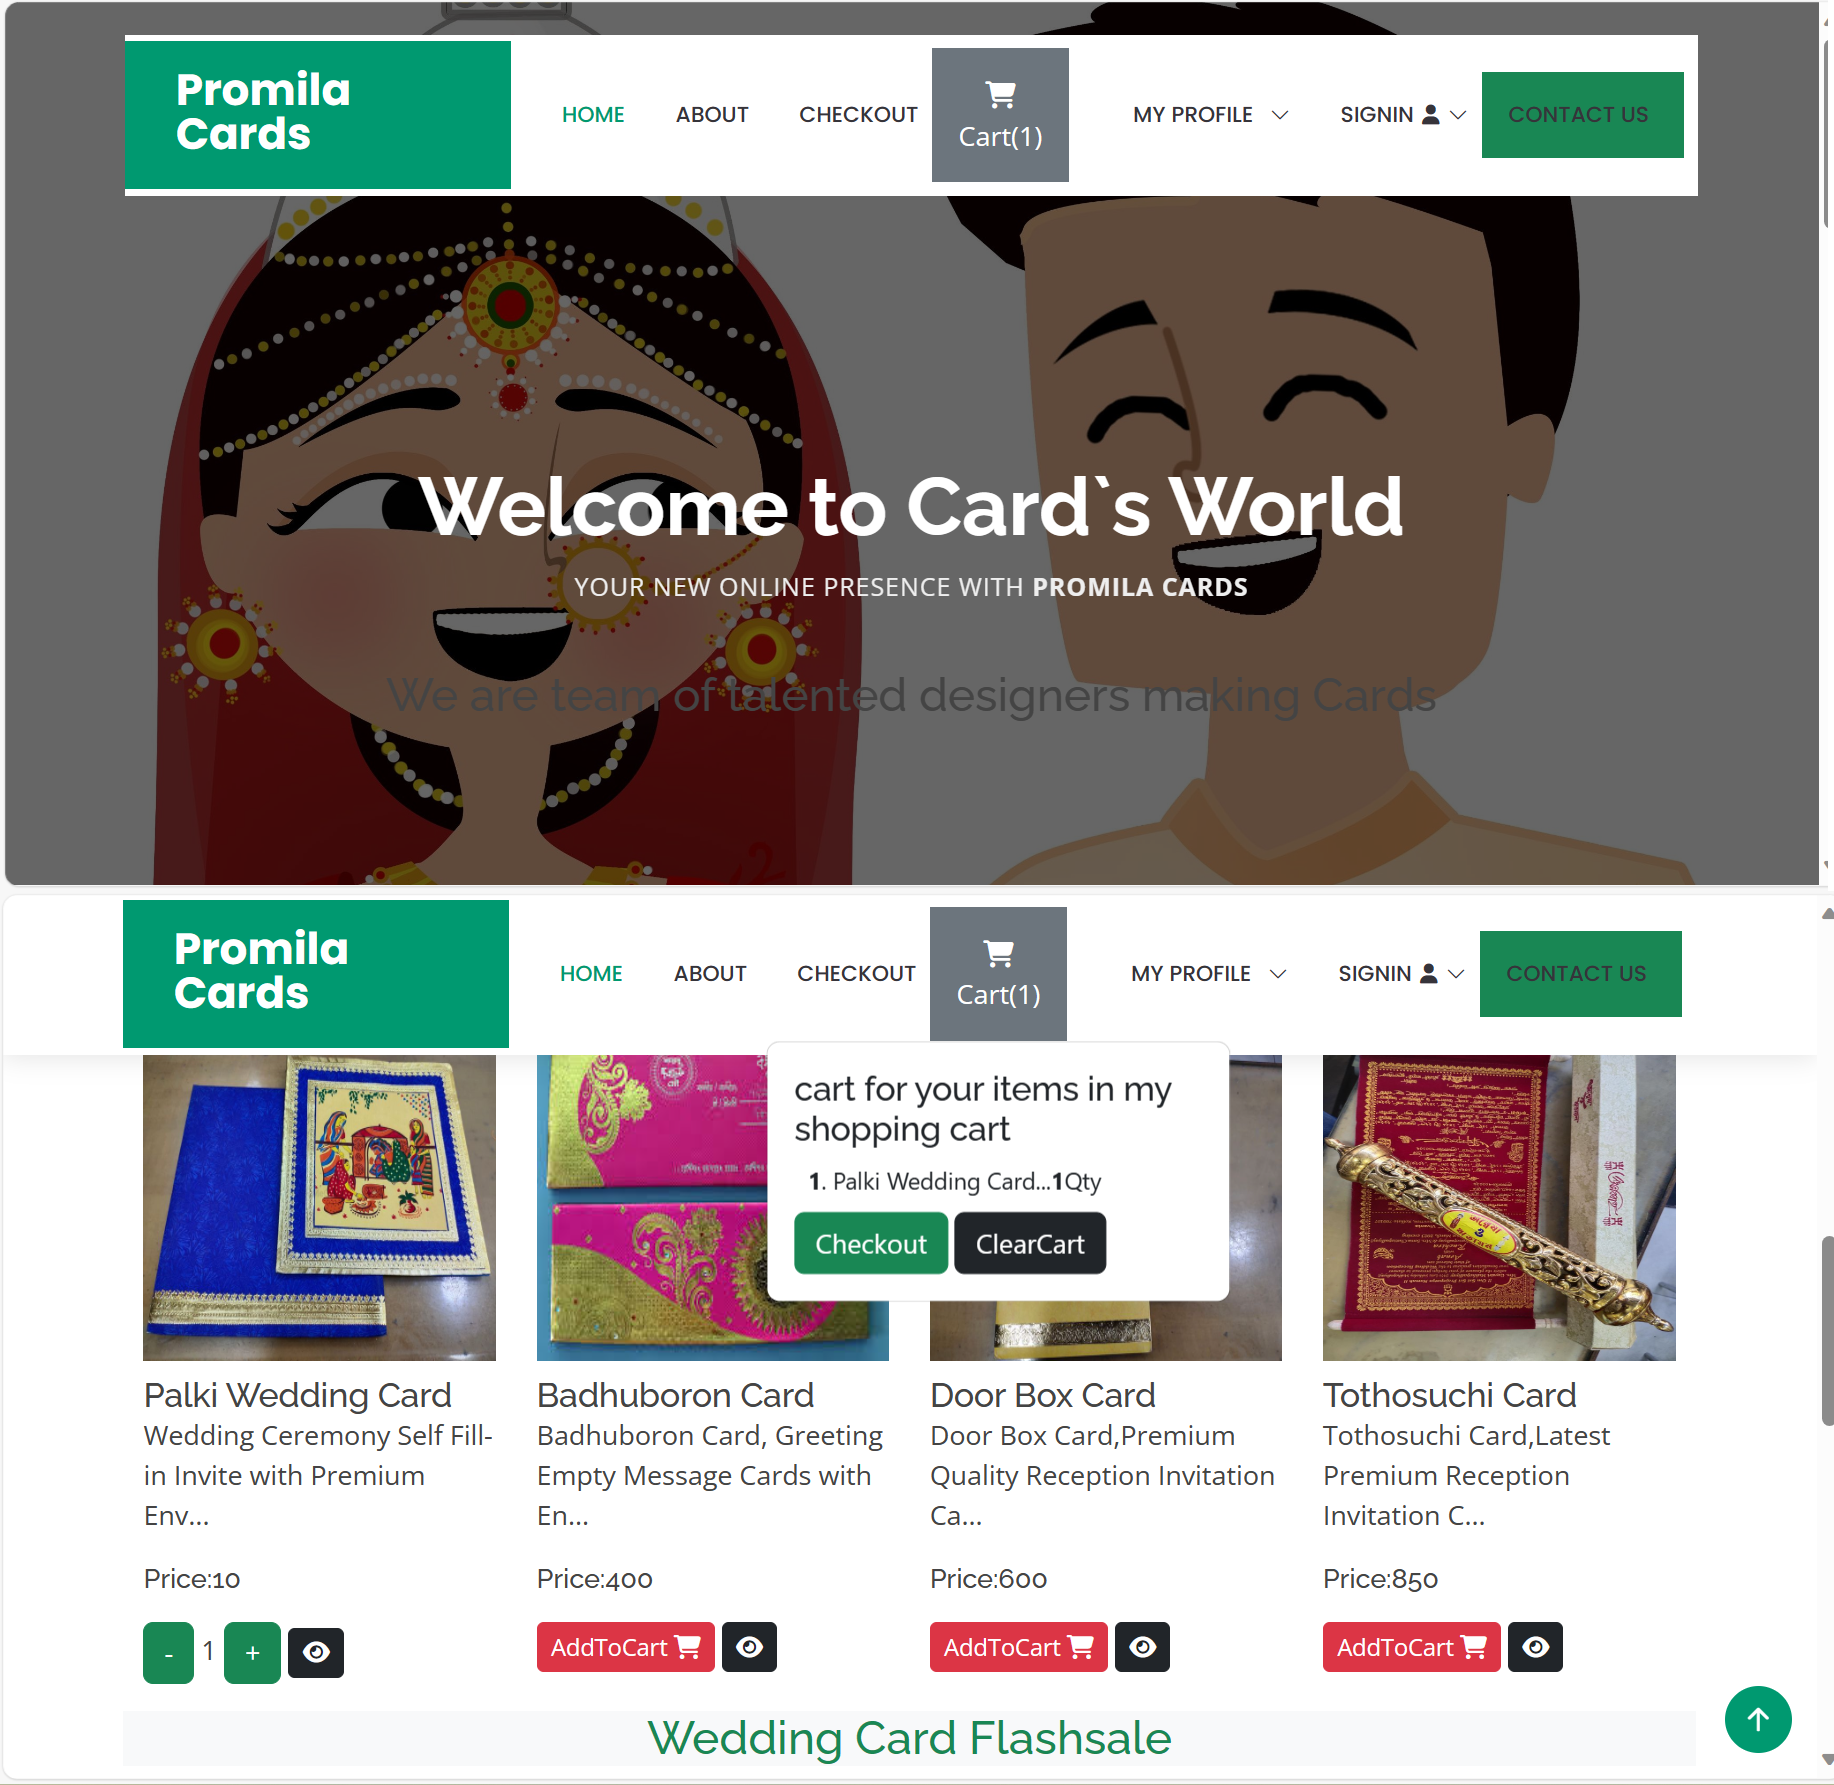 Promila
Cards
HOME
ABOUT
CHECKOUT
Cart(1)
MY PROFILE
SIGNIN
CONTACT US
Welcome to Card`s World
YOUR NEW ONLINE PRESENCE WITH PROMILA CARDS
We are team of talented designers making Cards
Promila
Cards
HOME
ABOUT
CHECKOUT
Cart(1)
MY PROFILE
SIGNIN
CONTACT US
cart for your items in my
shopping cart
1. Palki Wedding Card...1Qty
Checkout
ClearCart
Palki Wedding Card
Wedding Ceremony Self Fill-
in Invite with Premium
Env...
Price:10
- 1 +
Badhuboron Card
Badhuboron Card, Greeting
Empty Message Cards with
En...
Price:400
AddToCart
Door Box Card
Door Box Card,Premium
Quality Reception Invitation
Ca...
Price:600
AddToCart
Tothosuchi Card
Tothosuchi Card,Latest
Premium Reception
Invitation C...
Price:850
AddToCart
Wedding Card Flashsale